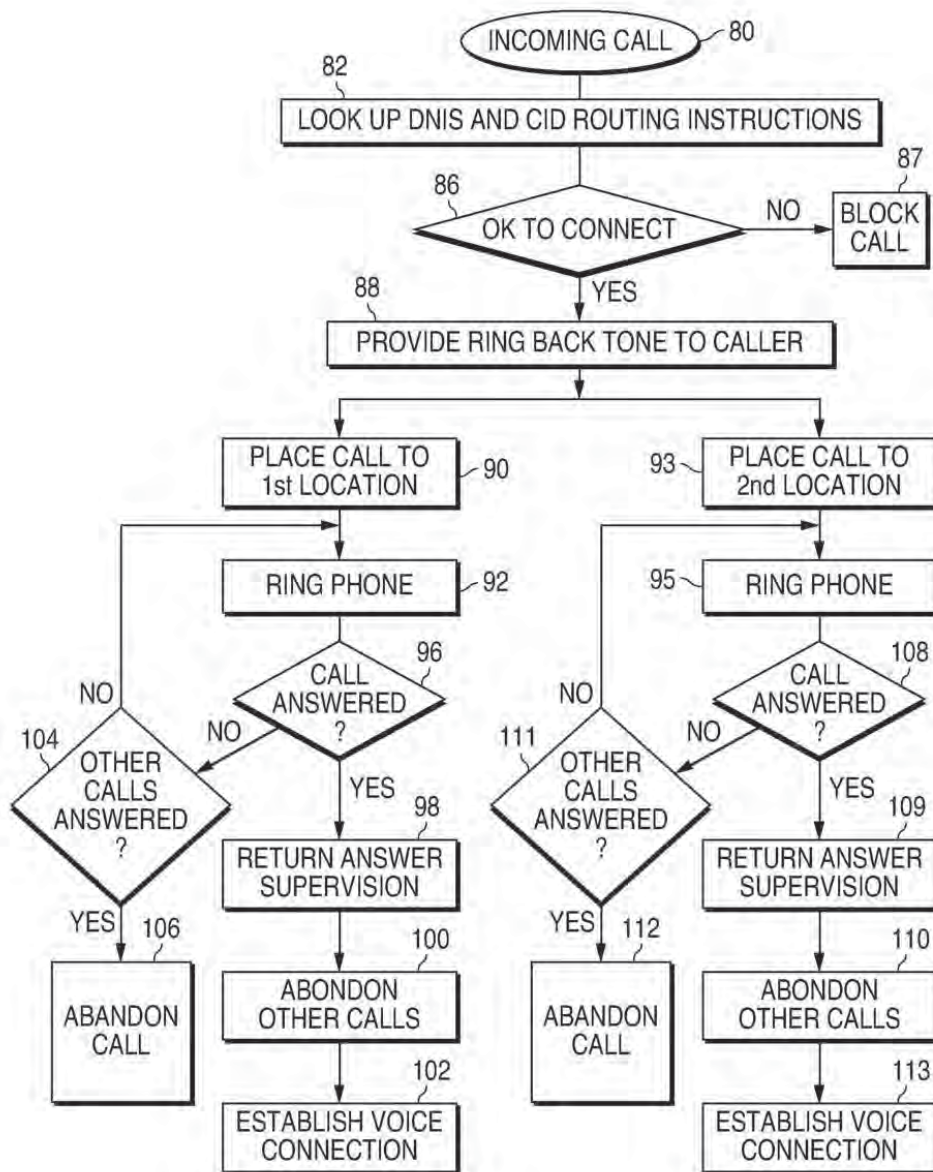 INCOMING CALL
80
82
LOOK UP DNIS AND CID ROUTING INSTRUCTIONS
86
OK TO CONNECT
NO
87
BLOCK
CALL
YES
88
PROVIDE RING BACK TONE TO CALLER
PLACE CALL TO
1st LOCATION
90
93
PLACE CALL TO
2nd LOCATION
RING PHONE
92
95
RING PHONE
NO
CALL
ANSWERED
?
96
NO
104
OTHER
CALLS
ANSWERED
?
YES
NO
CALL
ANSWERED
?
108
NO
111
OTHER
CALLS
ANSWERED
?
YES
98
RETURN ANSWER
SUPERVISION
109
RETURN ANSWER
SUPERVISION
YES
106
ABANDON
CALL
100
ABONDON
OTHER CALLS
YES
112
ABANDON
CALL
110
ABONDON
OTHER CALLS
102
ESTABLISH VOICE
CONNECTION
113
ESTABLISH VOICE
CONNECTION